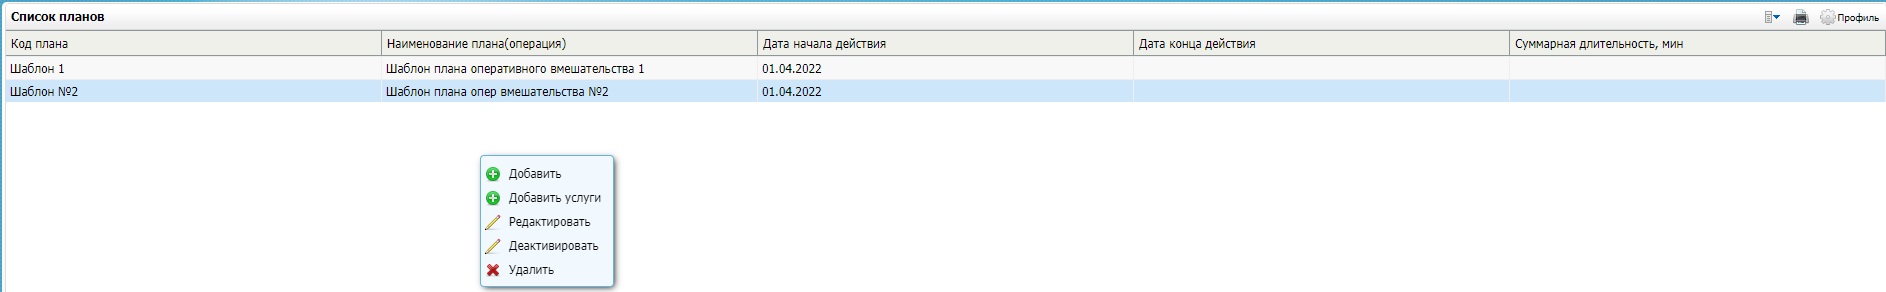 Список планов
Профиль
Код плана Наименование плана(операция) Дата начала действия Дата конца действия Суммарная длительность, мин
Шаблон 1 Шаблон плана оперативного вмешательства 1 01.04.2022
Шаблон №2 Шаблон плана опер вмешательства №2 01.04.2022
Добавить
Добавить услуги
Редактировать
Деактивировать
Удалить